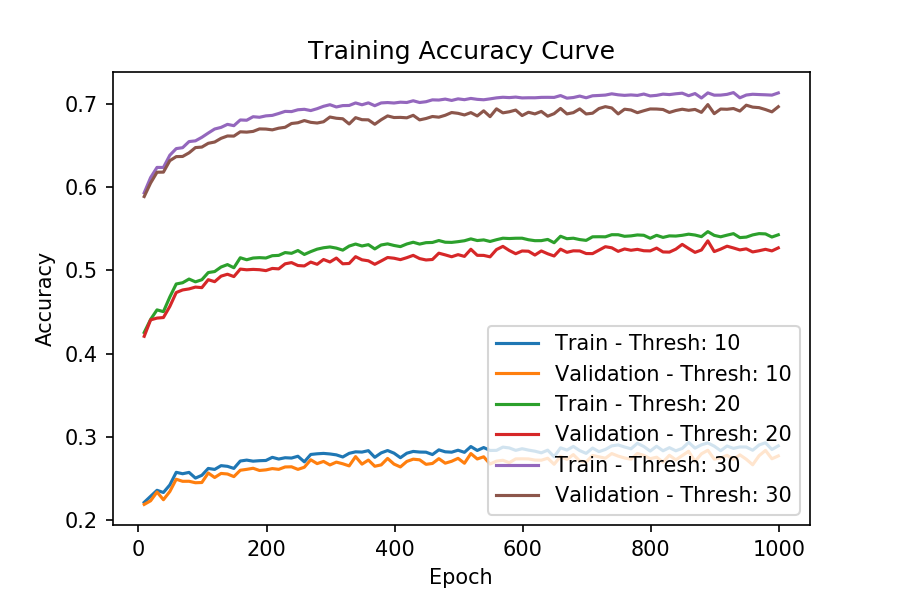 Training Accuracy Curve
0.7
0.6
0.5
0.4
0.3
0.2
Accuracy
Train - Thresh: 10
Validation - Thresh: 10
Train - Thresh: 20
Validation - Thresh: 20
Train - Thresh: 30
Validation - Thresh: 30
0 200 400 600 800 1000
Epoch